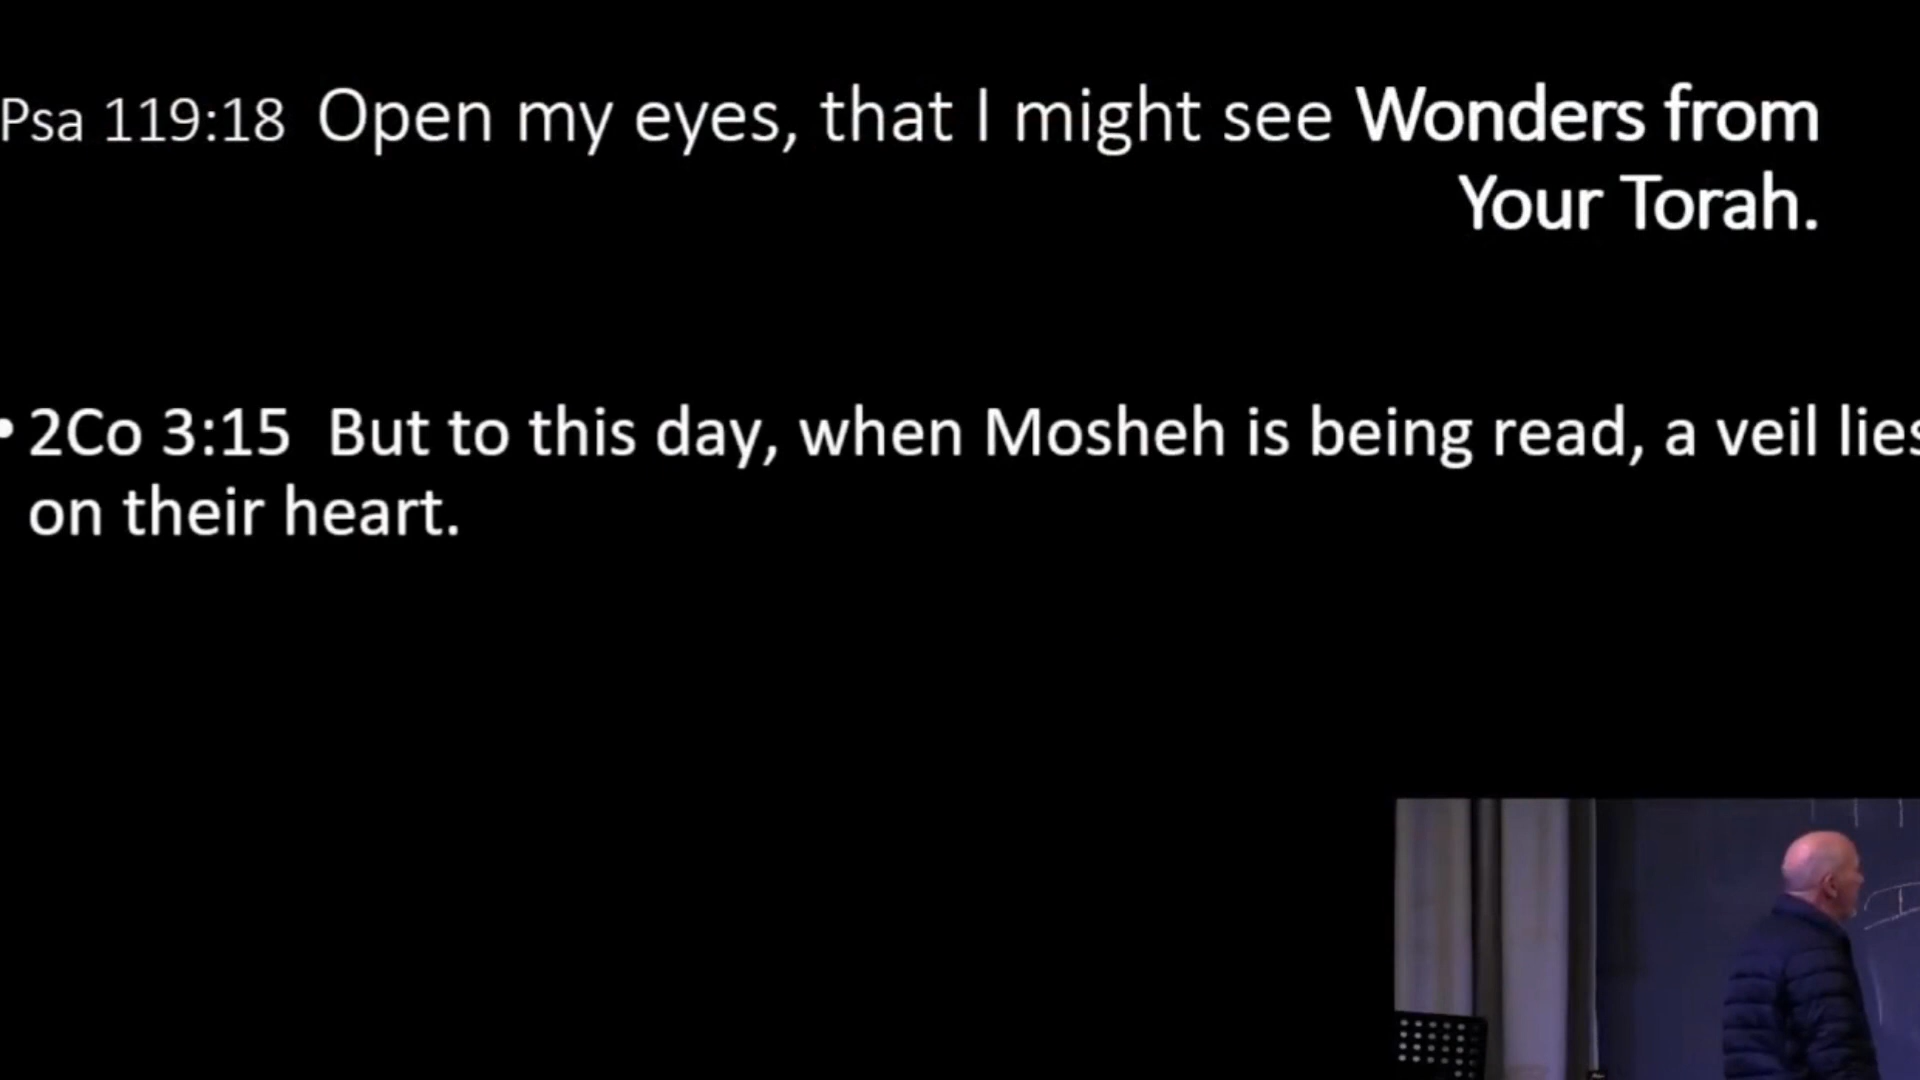 Psa 119:18 Open my eyes, that I might see Wonders from
Your Torah.
• 2Co 3:15 But to this day, when Mosheh is being read, a veil lies
on their heart.